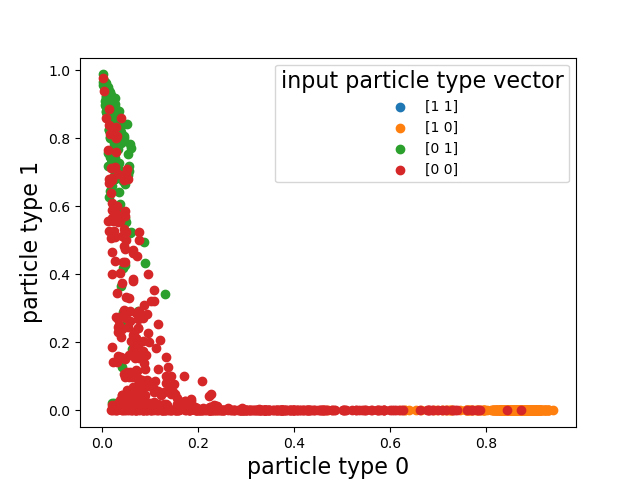 input particle type vector
[1 1]
[1 0]
[0 1]
[0 0]
particle type 1
1.0
0.8
0.6
0.4
0.2
0.0
0.0 0.2 0.4 0.6 0.8
particle type 0